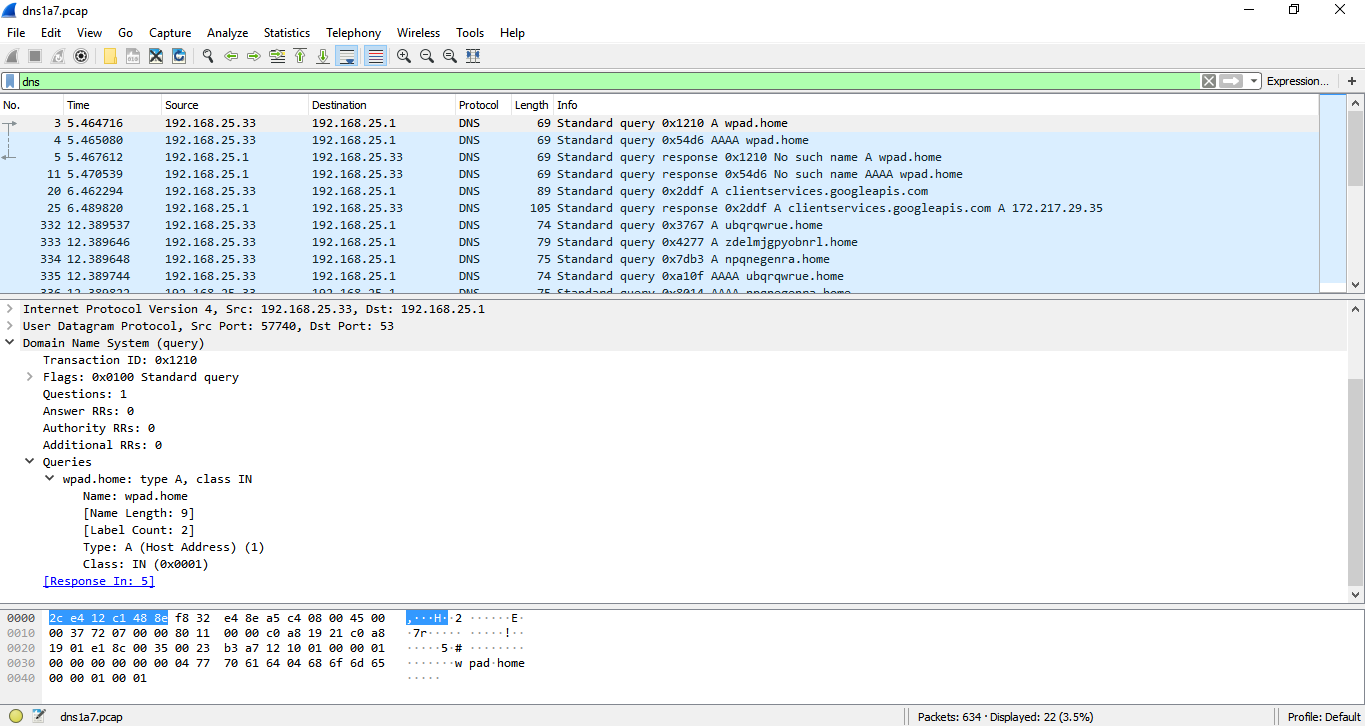 dns1a7.pcap
File Edit View Go Capture Analyze Statistics Telephony Wireless Tools Help
dns Expression... +
No. Time Source Destination Protocol Length Info
3 5.464716 192.168.25.33 192.168.25.1 DNS 69 Standard query 0x1210 A wpad.home
4 5.465080 192.168.25.33 192.168.25.1 DNS 69 Standard query 0x54d6 AAAA wpad.home
5 5.467612 192.168.25.1 192.168.25.33 DNS 69 Standard query response 0x1210 No such name A wpad.home
11 5.470539 192.168.25.1 192.168.25.33 DNS 69 Standard query response 0x54d6 No such name AAAA wpad.home
20 6.462294 192.168.25.33 192.168.25.1 DNS 89 Standard query 0x2ddf A clientservices.googleapis.com
25 6.489820 192.168.25.1 192.168.25.33 DNS 105 Standard query response 0x2ddf A clientservices.googleapis.com A 172.217.29.35
332 12.389537 192.168.25.33 192.168.25.1 DNS 74 Standard query 0x3767 A ubqrqwrue.home
333 12.389646 192.168.25.33 192.168.25.1 DNS 79 Standard query 0x4277 A zdelmjgpyobnrl.home
334 12.389648 192.168.25.33 192.168.25.1 DNS 75 Standard query 0x7db3 A npqnegenra.home
335 12.389744 192.168.25.33 192.168.25.1 DNS 74 Standard query 0xa10f AAAA ubqrqwrue.home
336 12.389822 192.168.25.33 192.168.25.1 DNS 75 Standard query 0x8014 AAAA npqnegenra.home
Internet Protocol Version 4, Src: 192.168.25.33, Dst: 192.168.25.1
User Datagram Protocol, Src Port: 57740, Dst Port: 53
Domain Name System (query)
Transaction ID: 0x1210
Flags: 0x0100 Standard query
Questions: 1
Answer RRs: 0
Authority RRs: 0
Additional RRs: 0
Queries
wpad.home: type A, class IN
Name: wpad.home
[Name Length: 9]
[Label Count: 2]
Type: A (Host Address) (1)
Class: IN (0x0001)
[Response In: 5]
0000 2c e4 12 c1 48 8e f8 32 e4 8e a5 c4 08 00 45 00 ,···H··2 ······E·
0010 00 37 72 07 00 00 80 11 00 00 c0 a8 19 21 c0 a8 ·7r····· ·····!··
0020 19 01 e1 8c 00 35 00 23 b3 a7 12 10 01 00 00 01 ·····5·# ········
0030 00 00 00 00 00 00 04 77 70 61 64 04 68 6f 6d 65 ·······w pad·home
0040 00 00 01 00 01 ·····
dns1a7.pcap Packets: 634 · Displayed: 22 (3.5%) Profile: Default